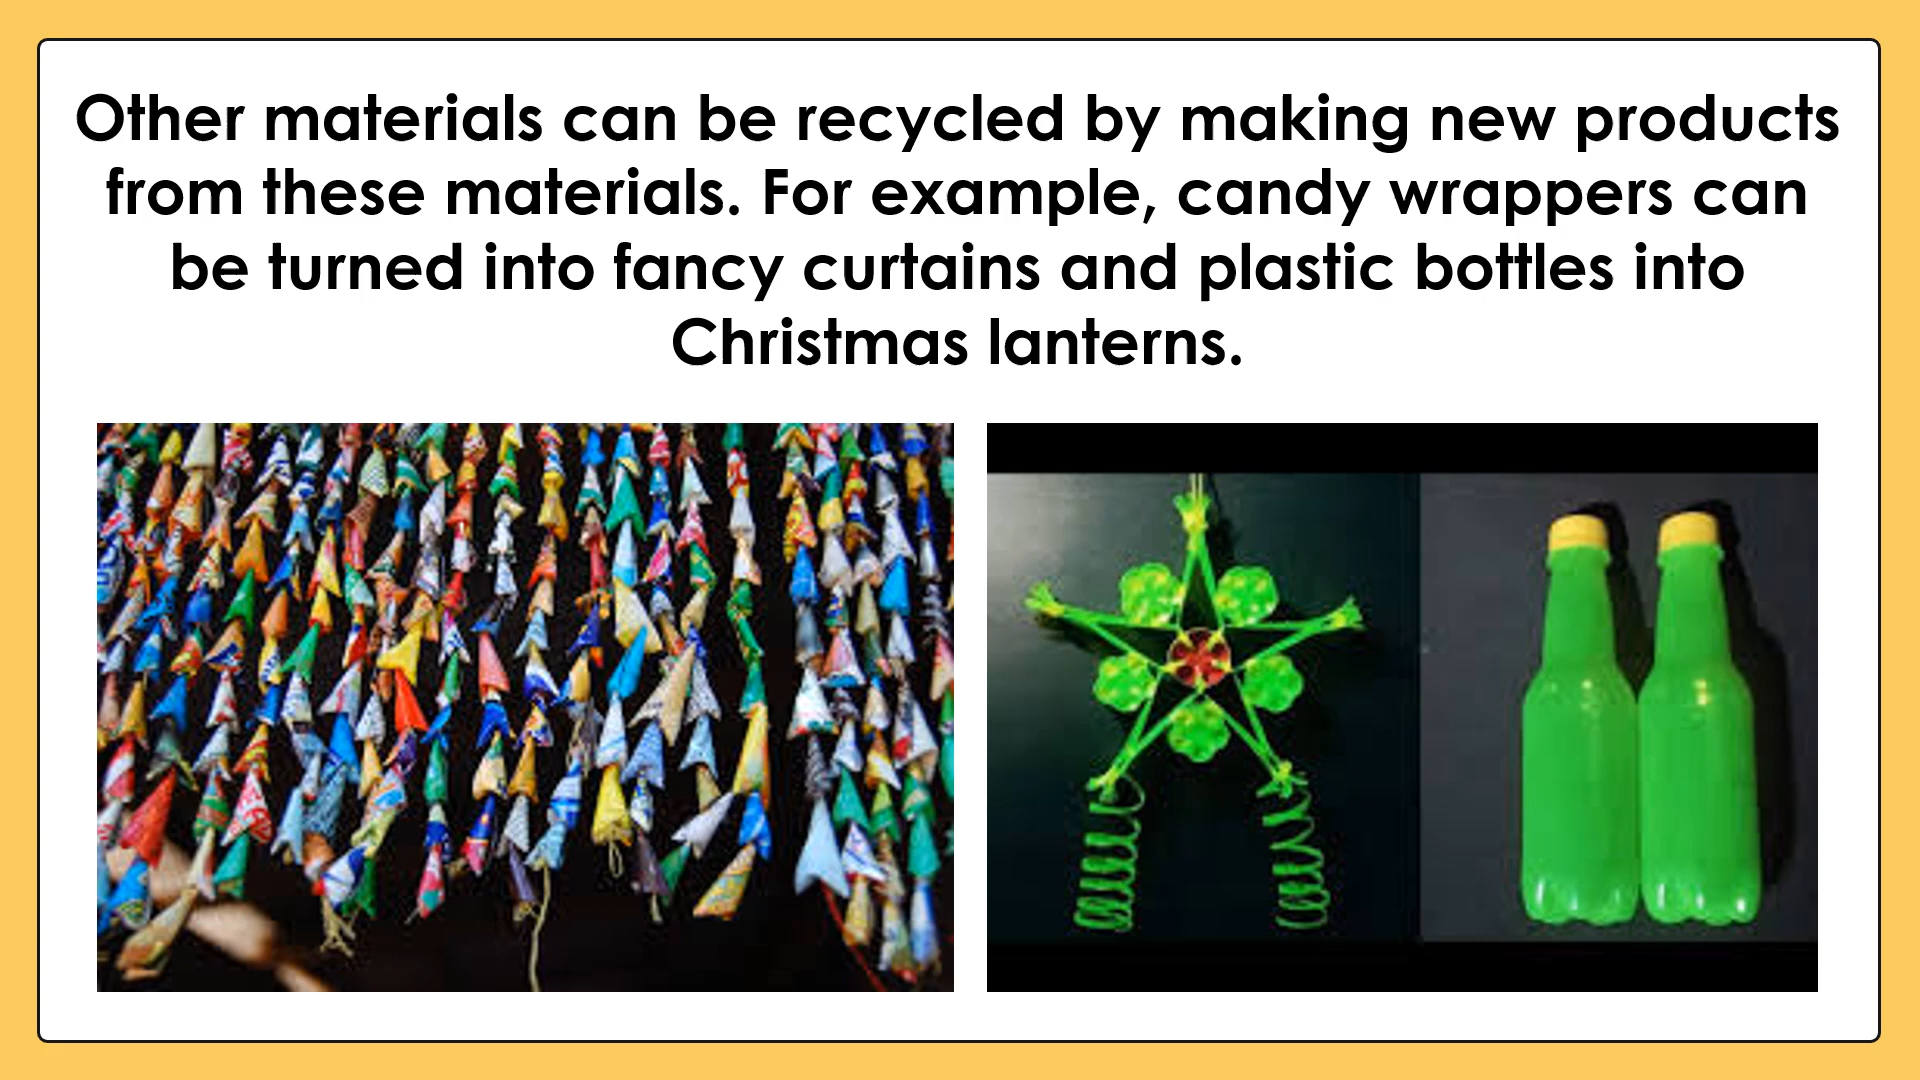 Other materials can be recycled by making new products
from these materials. For example, candy wrappers can
be turned into fancy curtains and plastic bottles into
Christmas lanterns.